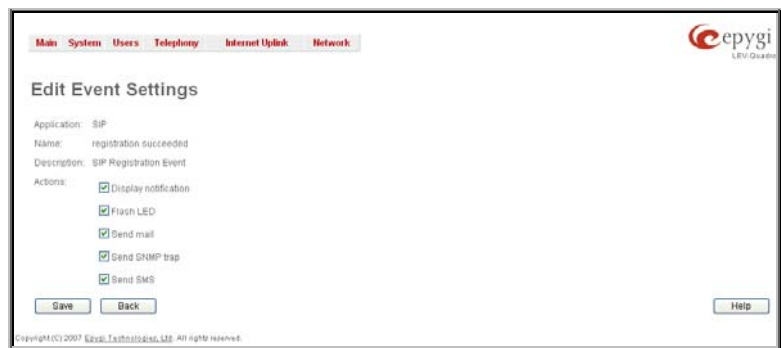 Main System Users Telephony Internet Uplink Network
epygi
LEV-Quadro
Edit Event Settings
Application: SIP
Name: registration succeeded
Description: SIP Registration Event
Actions:
Display notification
Flash LED
Send mail
Send SNMP trap
Send SMS
Save Back Help
Copyright (C) 2007 Epygi Technologies, Ltd. All rights reserved.